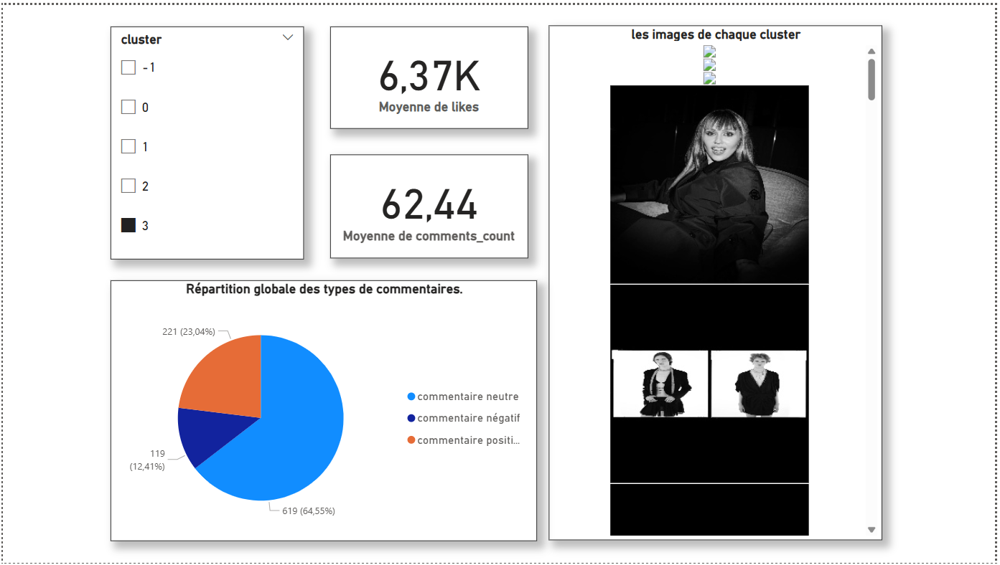 cluster
-1
0
1
2
3
6,37K
Moyenne de likes
62,44
Moyenne de comments_count
les images de chaque cluster
Répartition globale des types de commentaires.
221 (23,04%)
119
(12,41%)
619 (64,55%)
commentaire neutre
commentaire négatif
commentaire positi...